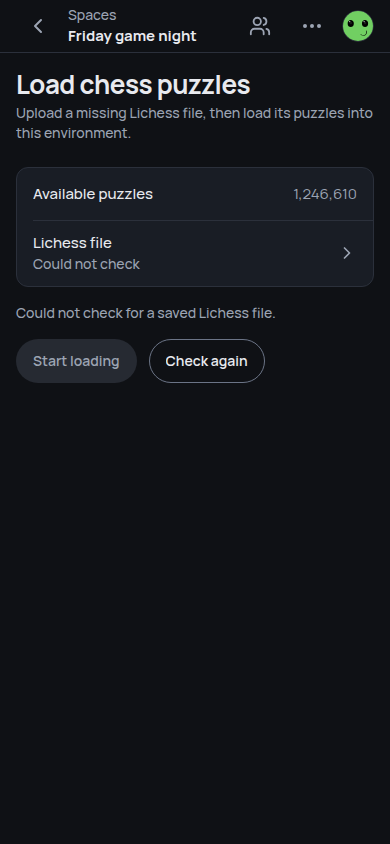 Spaces
Friday game night
Load chess puzzles
Upload a missing Lichess file, then load its puzzles into
this environment.
Available puzzles 1,246,610
Lichess file
Could not check
Could not check for a saved Lichess file.
Start loading Check again